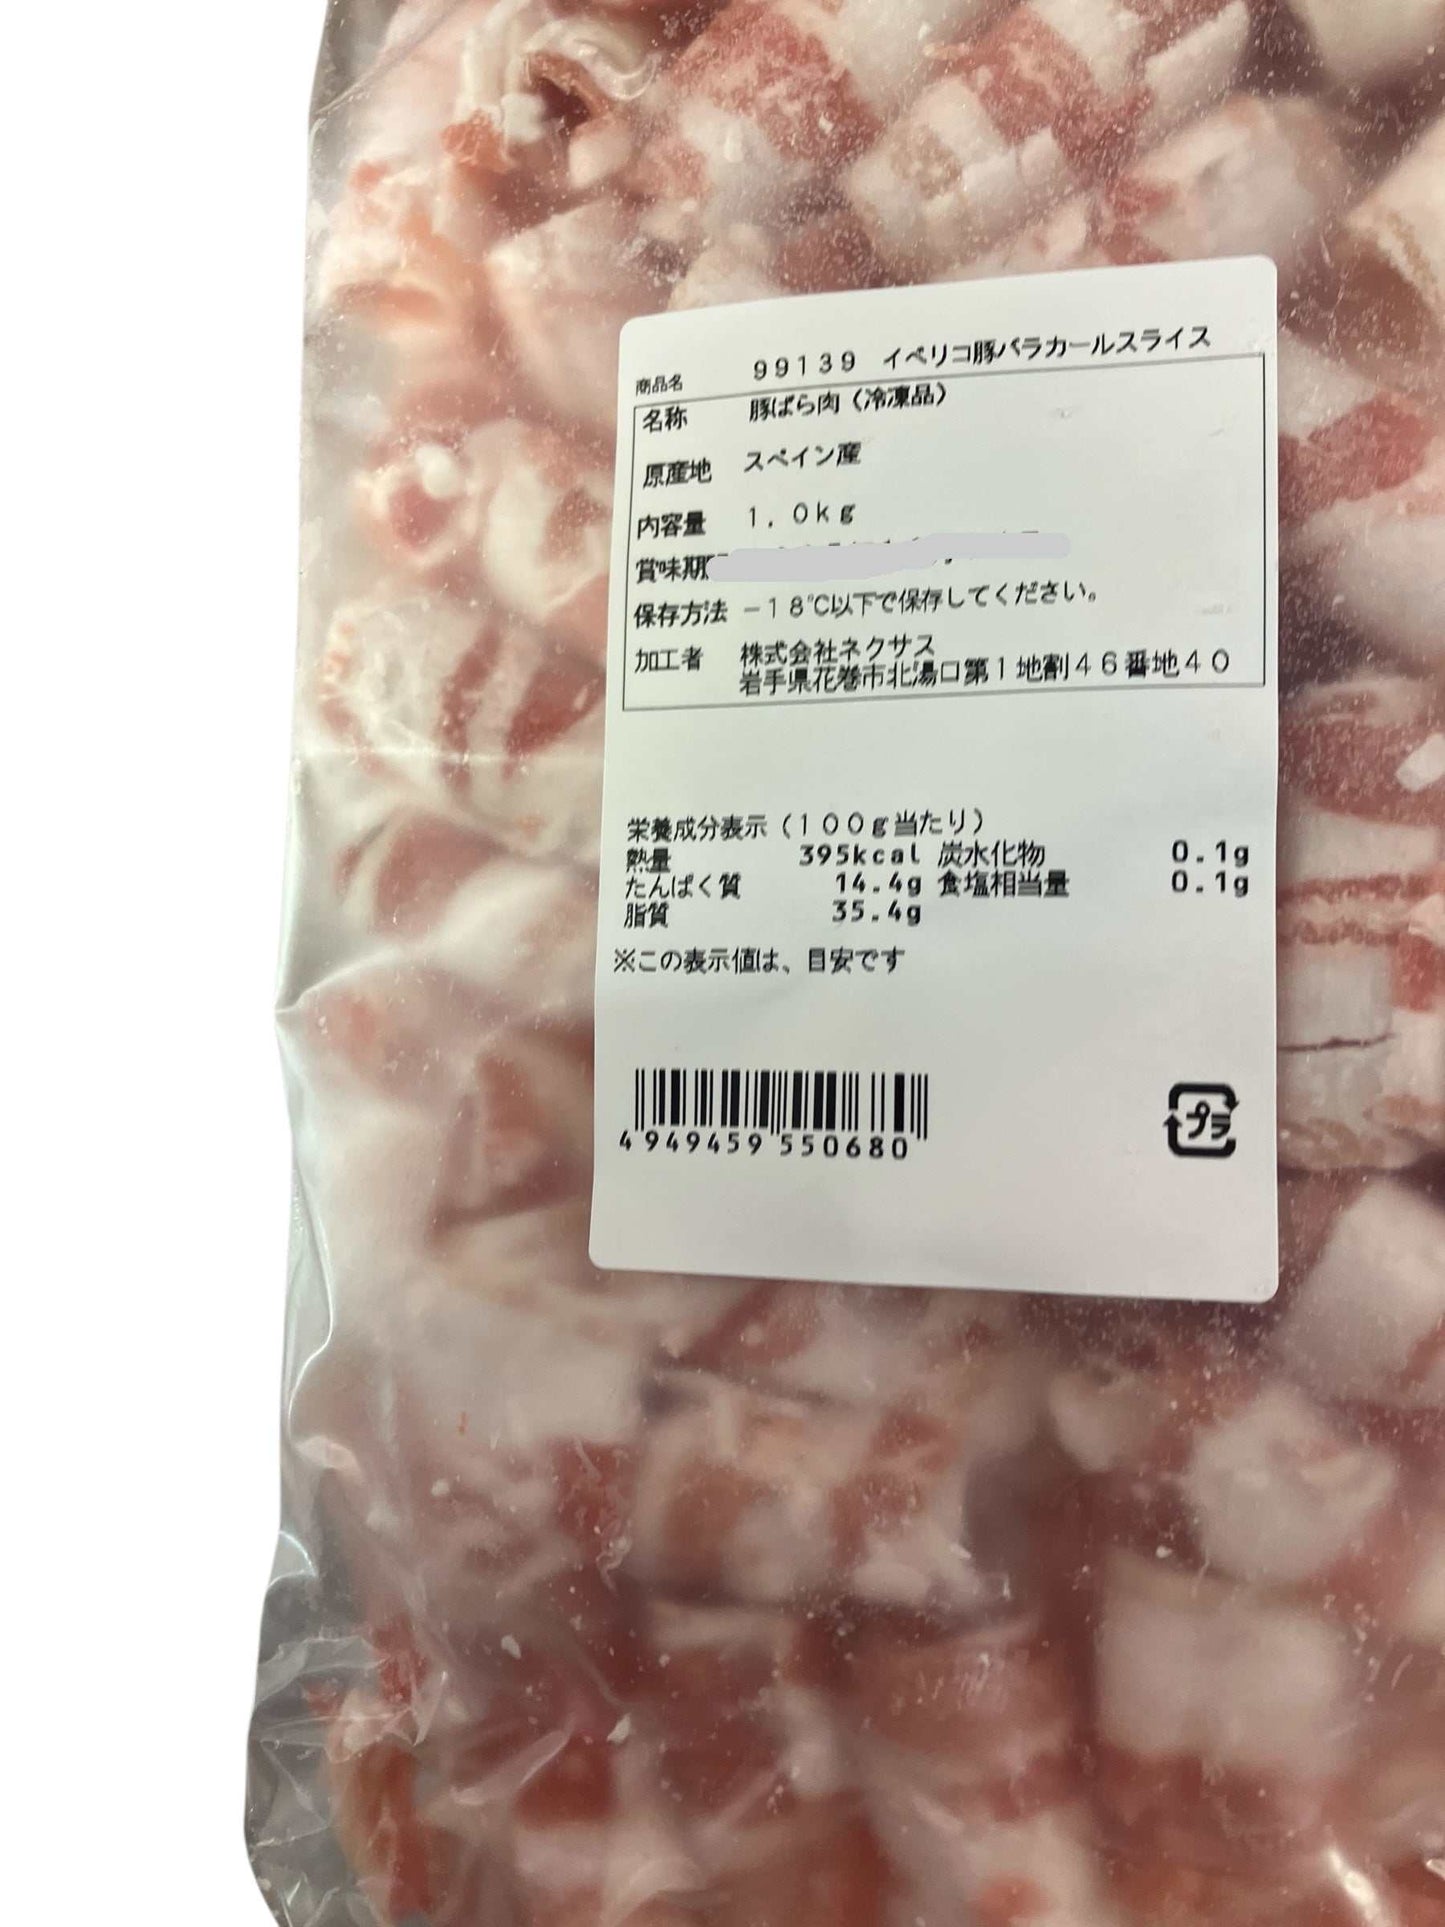 商品名 99139 イベリコ豚バラカールスライス
名称 豚ばら肉(冷凍品)
原産地 スペイン産
内容量 1.0kg
賞味期
保存方法 -18℃以下で保存してください。
加工者 株式会社ネクサス
岩手県花巻市北湯口第1地割46番地40
栄養成分表示(100g当たり)
熱量 395kcal 炭水化物 0.1g
たんぱく質 14.4g 食塩相当量 0.1g
脂質 35.4g
※この表示値は、目安です
4949459550680
プラ